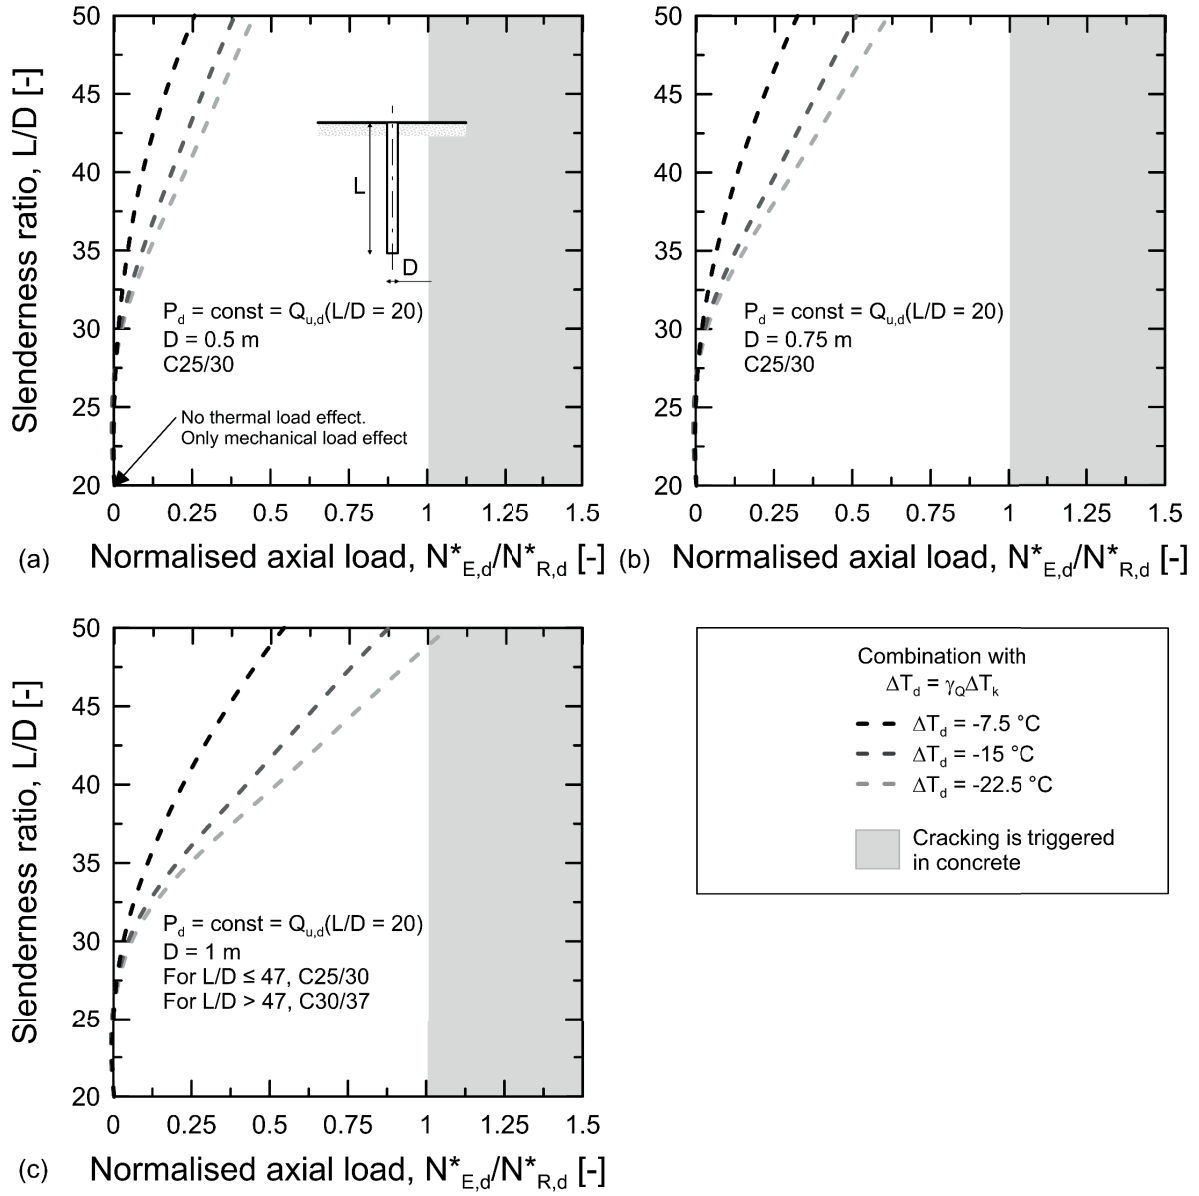 50
45
40
35
30
25
20
Slenderness ratio, L/D [-]
L
D
P_d = const = Q_u,d(L/D = 20)
D = 0.5 m
C25/30
No thermal load effect.
Only mechanical load effect
0 0.25 0.5 0.75 1 1.25 1.5
(a) Normalised axial load, N*_E,d/N*_R,d [-]
50
45
40
35
30
25
20
P_d = const = Q_u,d(L/D = 20)
D = 0.75 m
C25/30
0 0.25 0.5 0.75 1 1.25 1.5
(b) Normalised axial load, N*_E,d/N*_R,d [-]
50
45
40
35
30
25
20
Slenderness ratio, L/D [-]
P_d = const = Q_u,d(L/D = 20)
D = 1 m
For L/D ≤ 47, C25/30
For L/D > 47, C30/37
0 0.25 0.5 0.75 1 1.25 1.5
(c) Normalised axial load, N*_E,d/N*_R,d [-]
Combination with
ΔT_d = γ_QΔT_k
ΔT_d = -7.5 °C
ΔT_d = -15 °C
ΔT_d = -22.5 °C
Cracking is triggered
in concrete